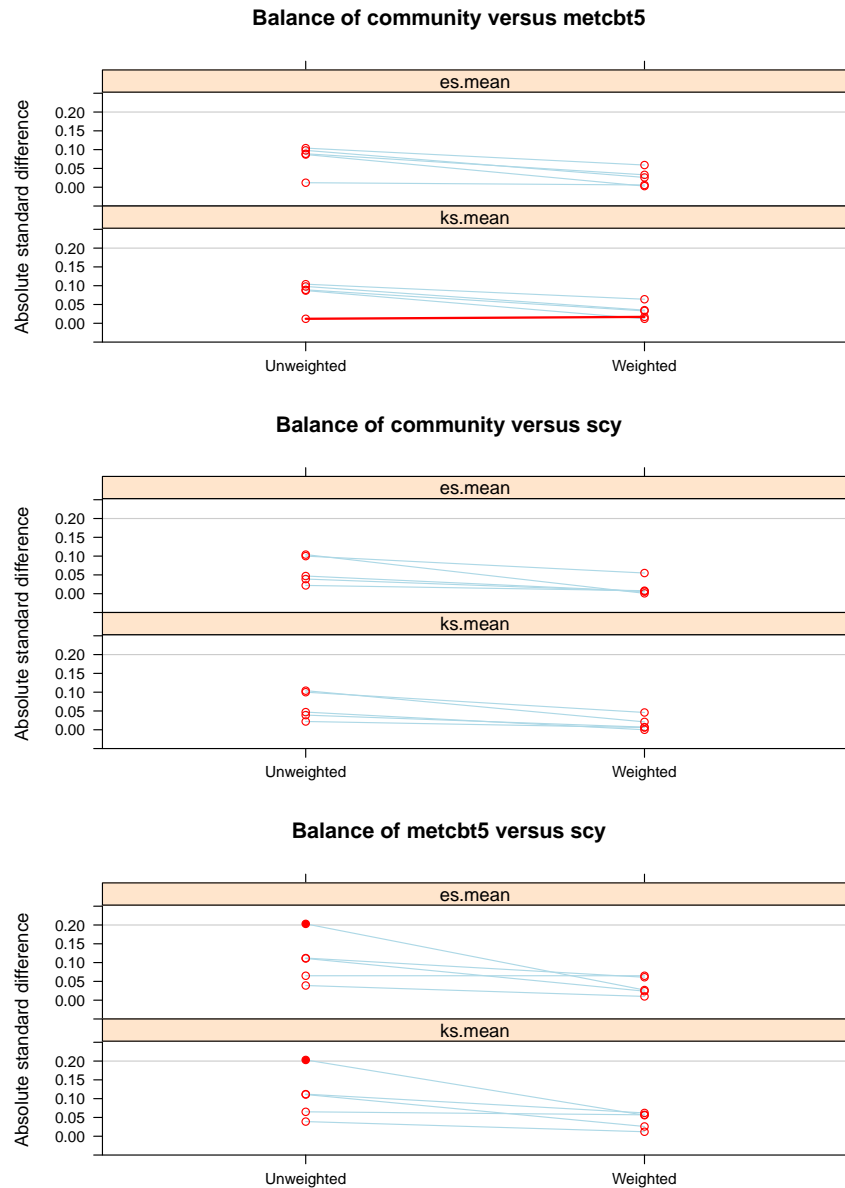 Balance of community versus metcbt5
es.mean
0.20
0.15
0.10
0.05
0.00
ks.mean
0.20
0.15
0.10
0.05
0.00
Absolute standard difference
Unweighted Weighted
Balance of community versus scy
es.mean
0.20
0.10
0.05
0.00
ks.mean
0.20
0.10
0.05
0.00
Absolute standard difference
Unweighted Weighted
Balance of metcbt5 versus scy
es.mean
0.20
0.15
0.10
0.05
0.00
ks.mean
0.20
0.15
0.10
0.05
0.00
Absolute standard difference
Unweighted Weighted